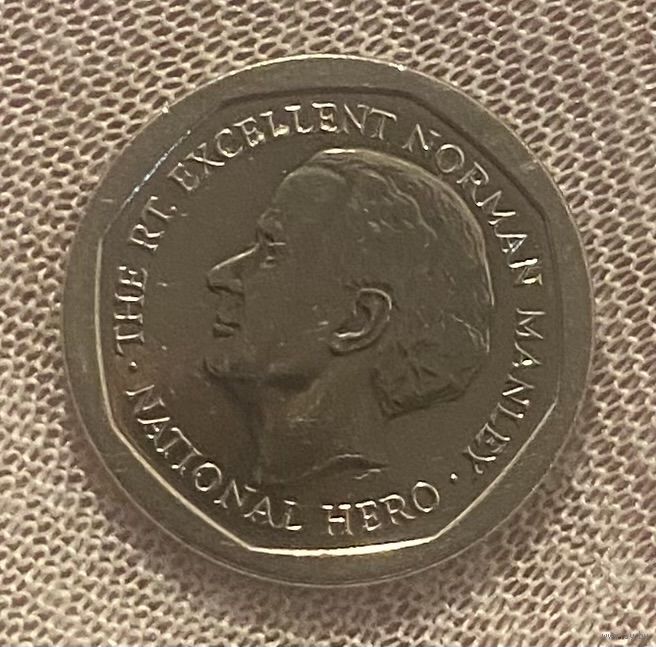 · THE RT. EXCELLENT NORMAN MANLEY ·
NATIONAL HERO